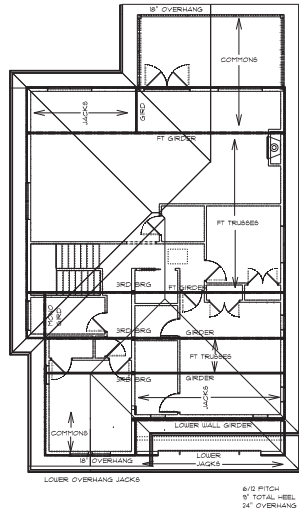 18" OVERHANG
COMMONS
JACKS
GIRD
FT GIRDER
FT TRUSSES
3RD BRG
FT GIRDER
MONO
GIRD
3RD BRG
GIRDER
FT TRUSSES
3RD BRG
GIRDER
JACKS
COMMONS
LOWER WALL GIRDER
18" OVERHANG
LOWER
JACKS
LOWER OVERHANG JACKS
6/12 PITCH
5" TOTAL HEEL
24" OVERHANG